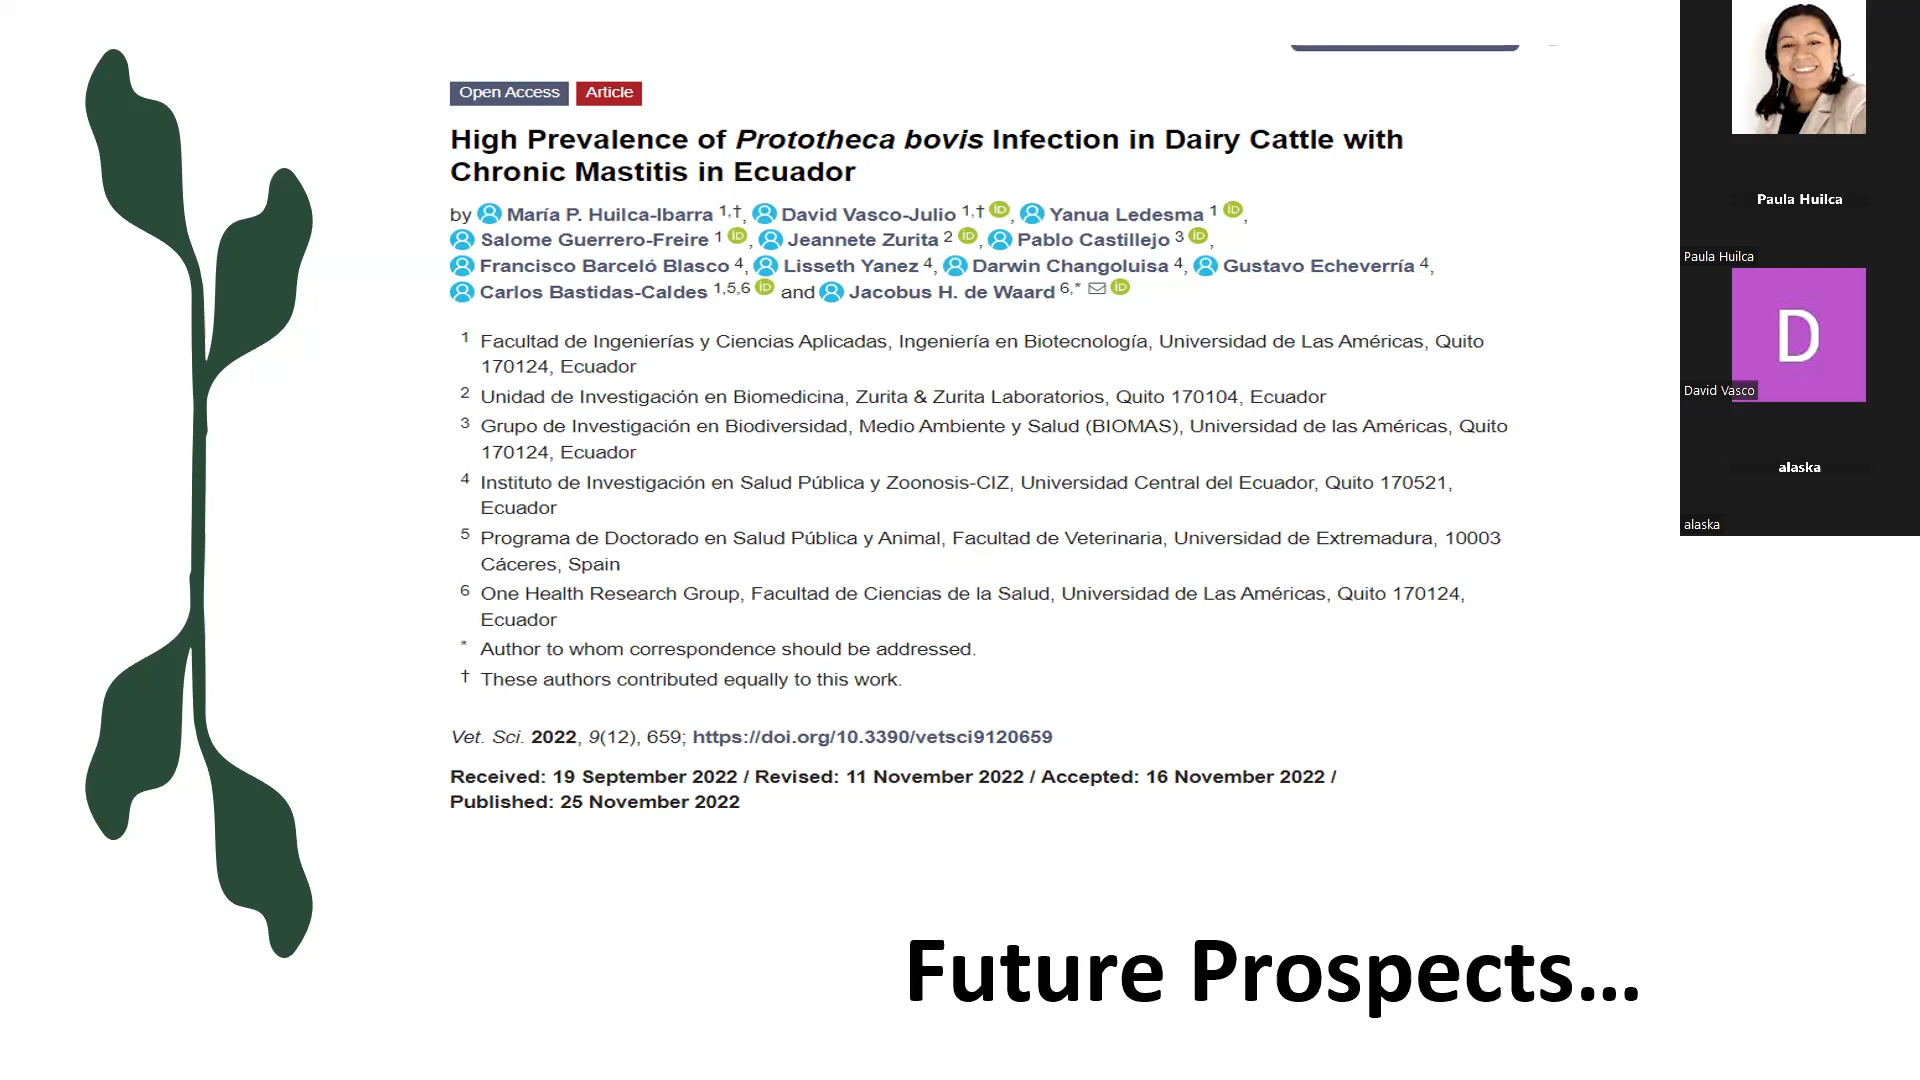 Open Access Article
High Prevalence of Prototheca bovis Infection in Dairy Cattle with
Chronic Mastitis in Ecuador
by María P. Huilca-Ibarra 1,†, David Vasco-Julio 1,† iD, Yanua Ledesma 1 iD,
Salome Guerrero-Freire 1 iD, Jeannete Zurita 2 iD, Pablo Castillejo 3 iD,
Francisco Barceló Blasco 4, Lisseth Yanez 4, Darwin Changoluisa 4, Gustavo Echeverría 4,
Carlos Bastidas-Caldes 1,5,6 iD and Jacobus H. de Waard 6,* iD
1 Facultad de Ingenierías y Ciencias Aplicadas, Ingeniería en Biotecnología, Universidad de Las Américas, Quito
170124, Ecuador
2 Unidad de Investigación en Biomedicina, Zurita & Zurita Laboratorios, Quito 170104, Ecuador
3 Grupo de Investigación en Biodiversidad, Medio Ambiente y Salud (BIOMAS), Universidad de las Américas, Quito
170124, Ecuador
4 Instituto de Investigación en Salud Pública y Zoonosis-CIZ, Universidad Central del Ecuador, Quito 170521,
Ecuador
5 Programa de Doctorado en Salud Pública y Animal, Facultad de Veterinaria, Universidad de Extremadura, 10003
Cáceres, Spain
6 One Health Research Group, Facultad de Ciencias de la Salud, Universidad de Las Américas, Quito 170124,
Ecuador
* Author to whom correspondence should be addressed.
† These authors contributed equally to this work.
Vet. Sci. 2022, 9(12), 659; https://doi.org/10.3390/vetsci9120659
Received: 19 September 2022 / Revised: 11 November 2022 / Accepted: 16 November 2022 /
Published: 25 November 2022
Future Prospects...
Paula Huilca
Paula Huilca
D
David Vasco
alaska
alaska